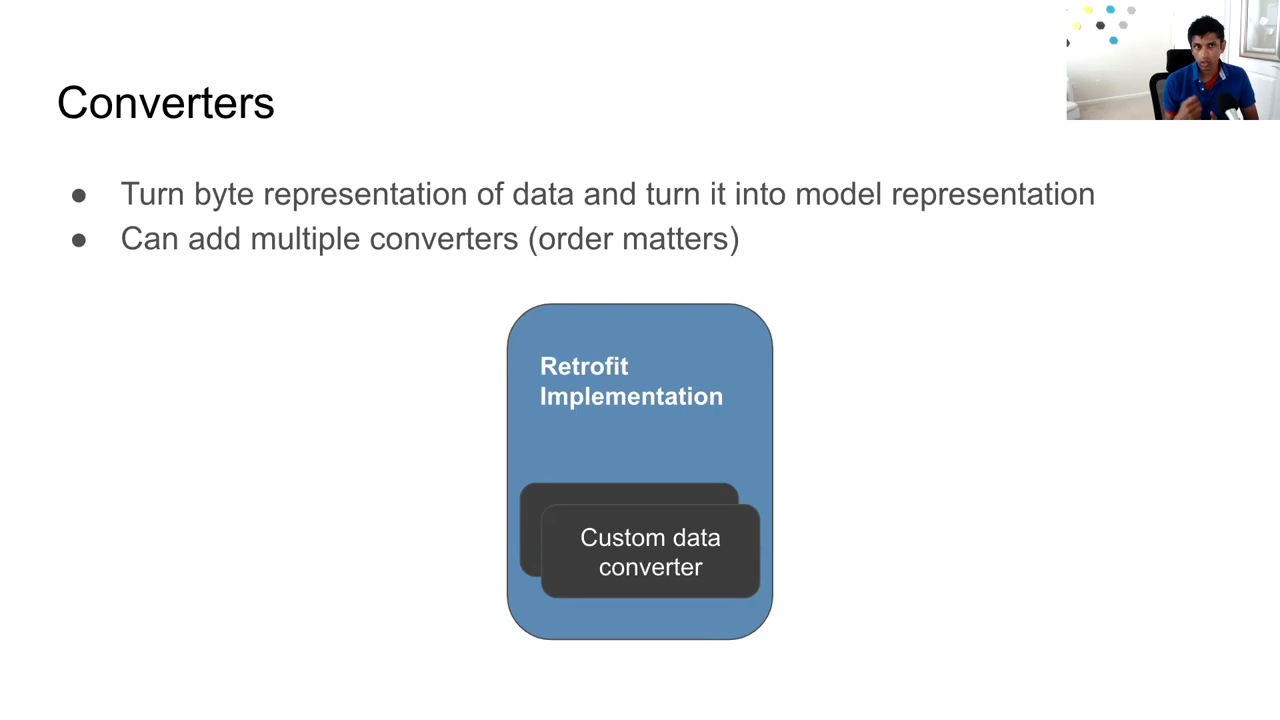 Converters
● Turn byte representation of data and turn it into model representation
● Can add multiple converters (order matters)
Retrofit
Implementation
Custom data
converter